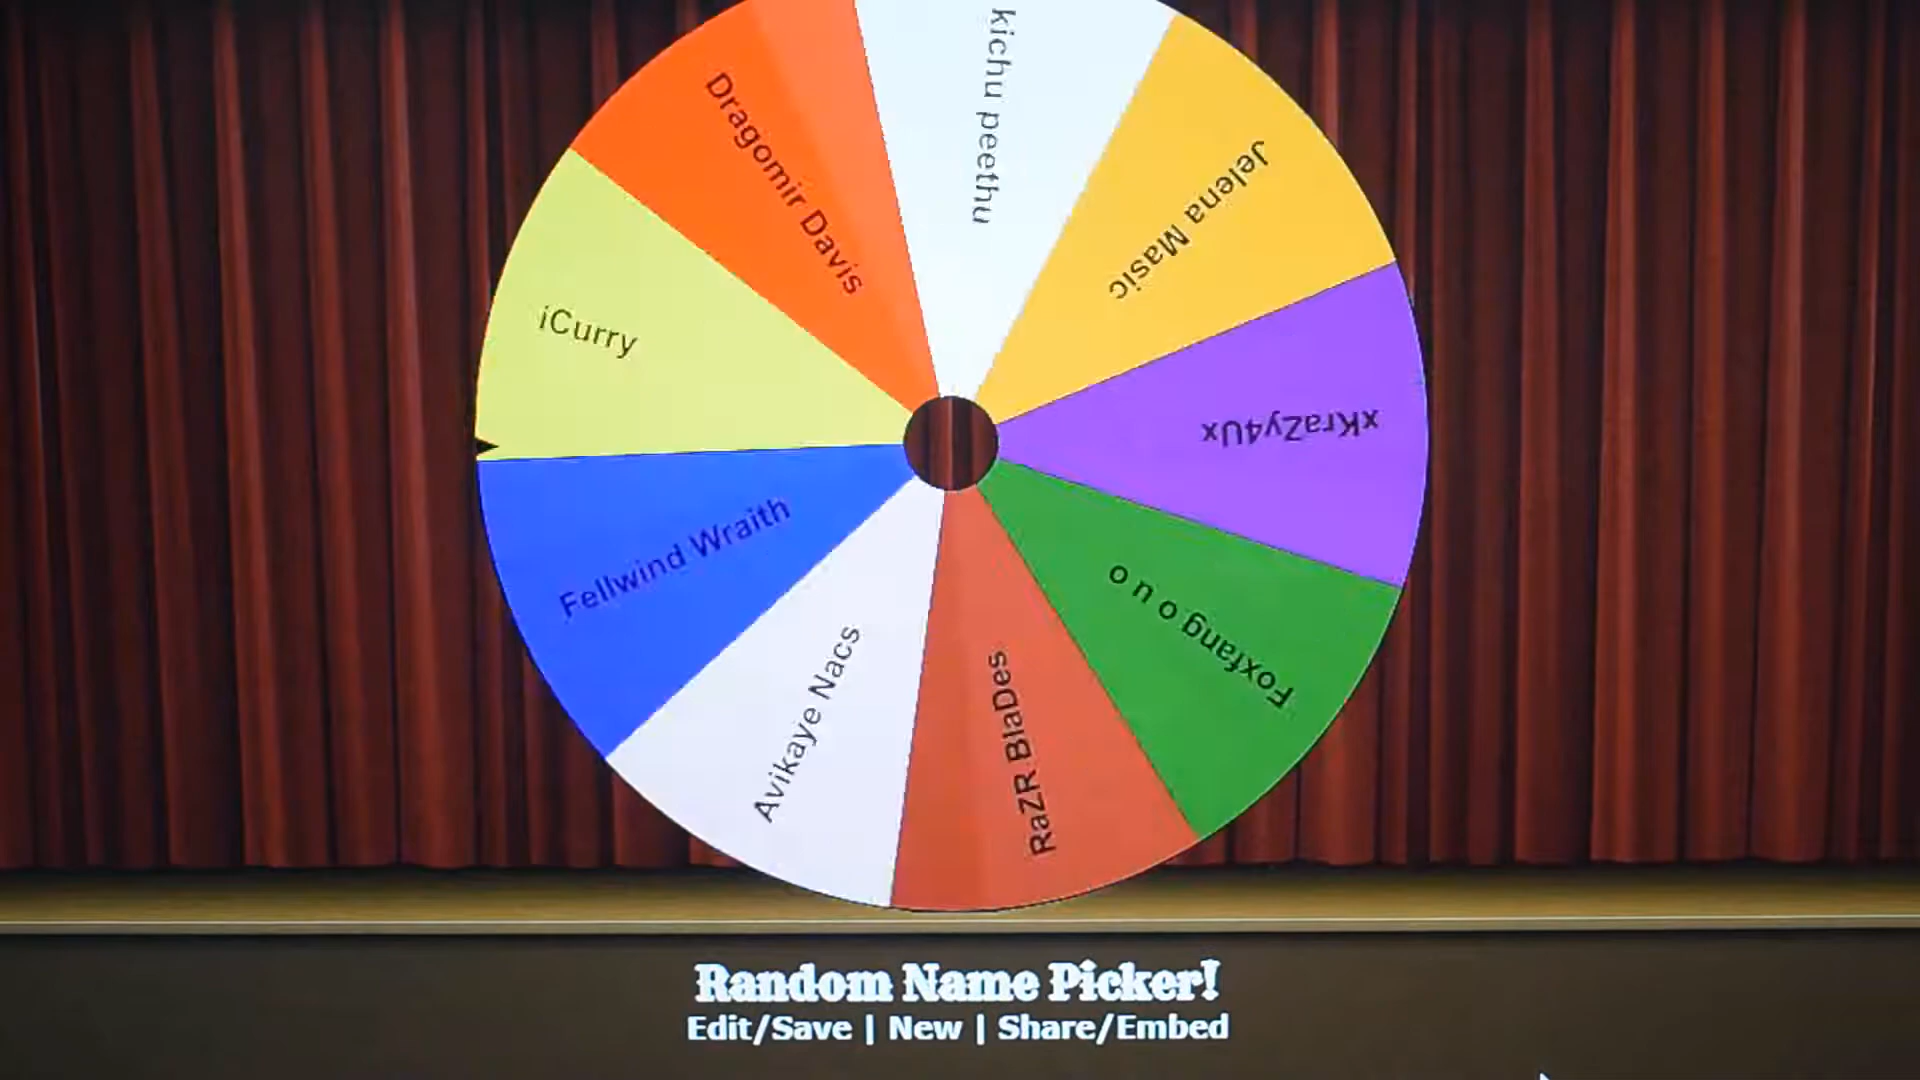 kichu peethu
Jelena Masic
xKraZy4Ux
Foxfang o u o
RaZR BlaDes
Avikaye Nacs
Fellwind Wraith
iCurry
Dragomir Davis
Random Name Picker!
Edit/Save | New | Share/Embed